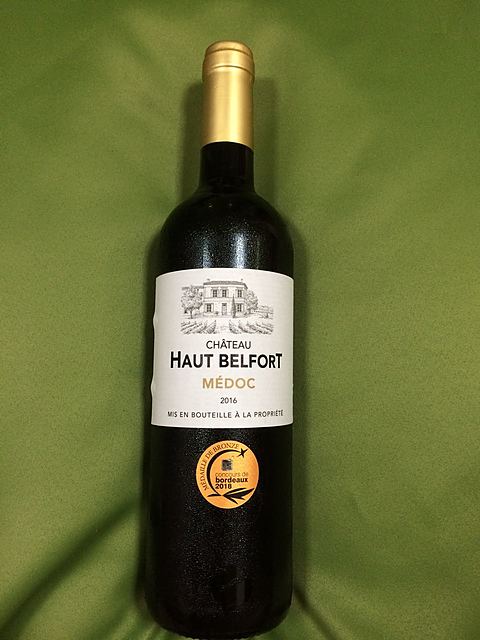 CHÂTEAU
HAUT BELFORT
MÉDOC
2016
MIS EN BOUTEILLE À LA PROPRIÉTÉ
MÉDAILLE DE BRONZE
concours de
bordeaux
2018